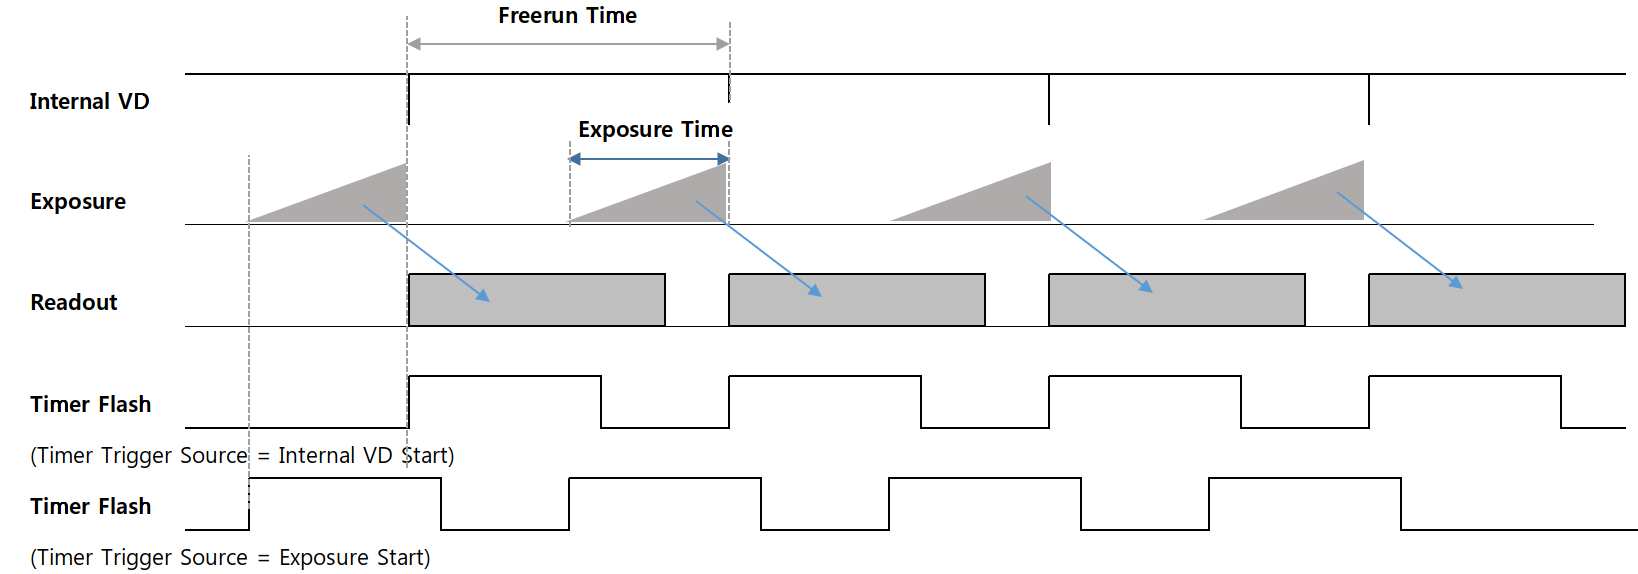 Freerun Time
Internal VD
Exposure Time
Exposure
Readout
Timer Flash
(Timer Trigger Source = Internal VD Start)
Timer Flash
(Timer Trigger Source = Exposure Start)